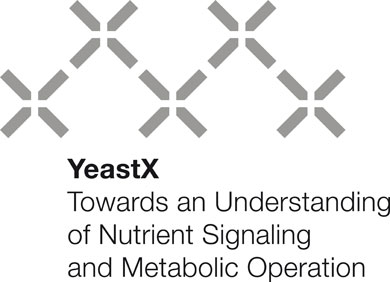 YeastX
Towards an Understanding
of Nutrient Signaling
and Metabolic Operation